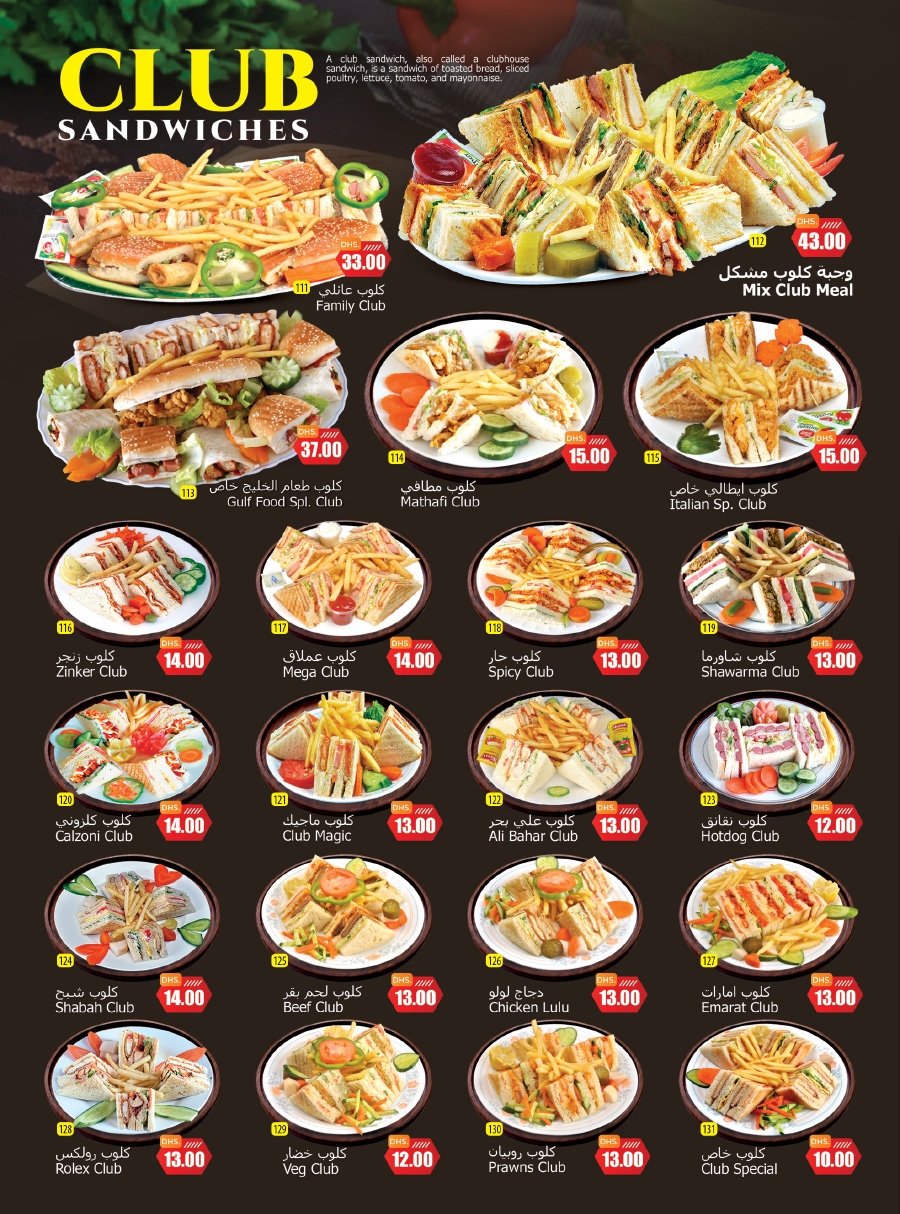 CLUB
SANDWICHES
A club sandwich, also called a clubhouse
sandwich, is a sandwich of toasted bread, sliced
poultry, lettuce, tomato, and mayonnaise.
DHS.
33.00
111
كلوب عائلي
Family Club
112
DHS.
43.00
وجبة كلوب مشكل
Mix Club Meal
DHS.
37.00
113
كلوب طعام الخليج خاص
Gulf Food Spl. Club
114
DHS.
15.00
كلوب مطافي
Mathafi Club
115
DHS.
15.00
كلوب ايطالي خاص
Italian Sp. Club
116
كلوب زنجر
Zinker Club
DHS.
14.00
117
كلوب عملاق
Mega Club
DHS.
14.00
118
كلوب حار
Spicy Club
DHS.
13.00
119
كلوب شاورما
Shawarma Club
DHS.
13.00
120
كلوب كلزوني
Calzoni Club
DHS.
14.00
121
كلوب ماجيك
Club Magic
DHS.
13.00
122
كلوب علي بحر
Ali Bahar Club
DHS.
13.00
123
كلوب نقانق
Hotdog Club
DHS.
12.00
124
كلوب شبح
Shabah Club
DHS.
14.00
125
كلوب لحم بقر
Beef Club
DHS.
13.00
126
دجاج لولو
Chicken Lulu
DHS.
13.00
127
كلوب امارات
Emarat Club
DHS.
13.00
128
كلوب رولكس
Rolex Club
DHS.
13.00
129
كلوب خضار
Veg Club
DHS.
12.00
130
كلوب روبيان
Prawns Club
DHS.
13.00
131
كلوب خاص
Club Special
DHS.
10.00